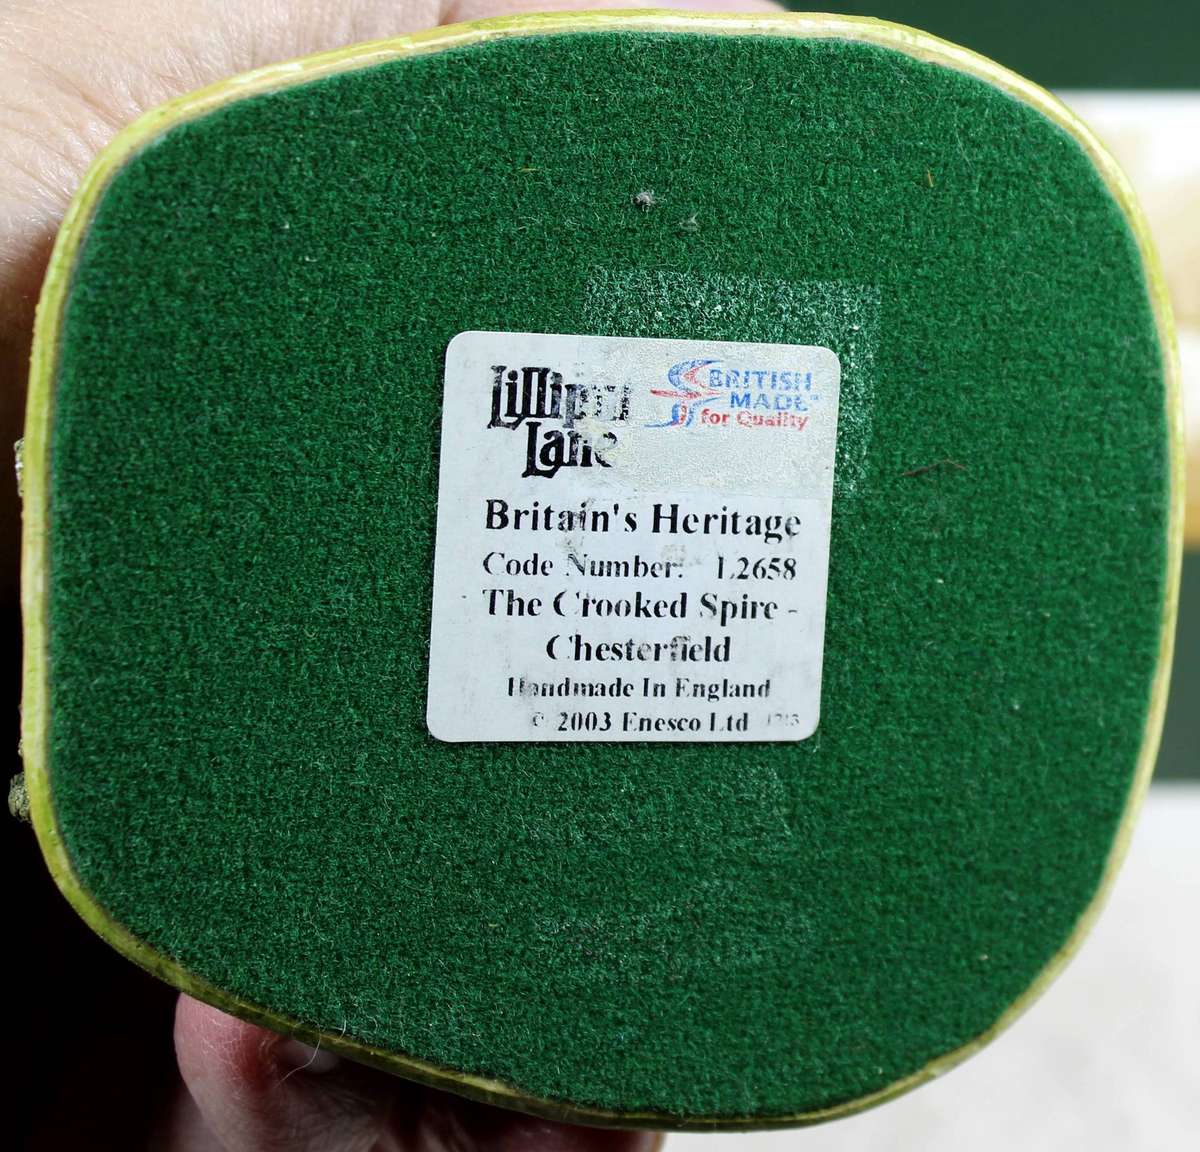 Lilliput
Lane
BRITISH
MADE
for Quality
Britain's Heritage
Code Number: L2658
The Crooked Spire -
Chesterfield
Handmade In England
© 2003 Enesco Ltd